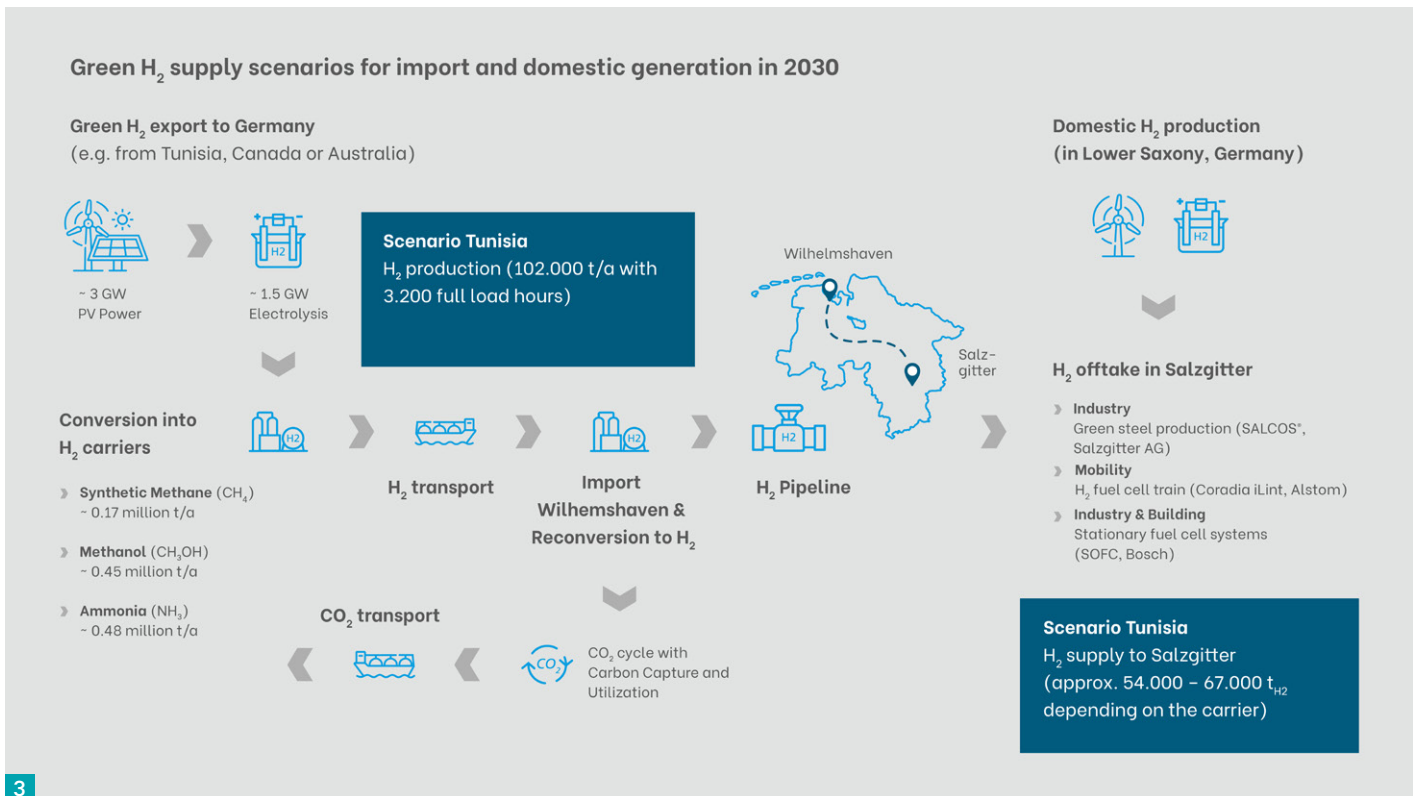 Green H₂ supply scenarios for import and domestic generation in 2030
Green H₂ export to Germany
(e.g. from Tunisia, Canada or Australia)
~ 3 GW
PV Power
H2
~ 1.5 GW
Electrolysis
Scenario Tunisia
H₂ production (102.000 t/a with
3.200 full load hours)
Wilhelmshaven
Salz-
gitter
Domestic H₂ production
(in Lower Saxony, Germany)
H2
Conversion into
H₂ carriers
H2
Synthetic Methane (CH₄)
~ 0.17 million t/a
Methanol (CH₃OH)
~ 0.45 million t/a
Ammonia (NH₃)
~ 0.48 million t/a
H₂ transport
H2
Import
Wilhemshaven &
Reconversion to H₂
H2
H₂ Pipeline
H₂ offtake in Salzgitter
Industry
Green steel production (SALCOS®,
Salzgitter AG)
Mobility
H₂ fuel cell train (Coradia iLint, Alstom)
Industry & Building
Stationary fuel cell systems
(SOFC, Bosch)
CO₂ transport
CO₂
CO₂ cycle with
Carbon Capture and
Utilization
Scenario Tunisia
H₂ supply to Salzgitter
(approx. 54.000 – 67.000 t_H2
depending on the carrier)
3